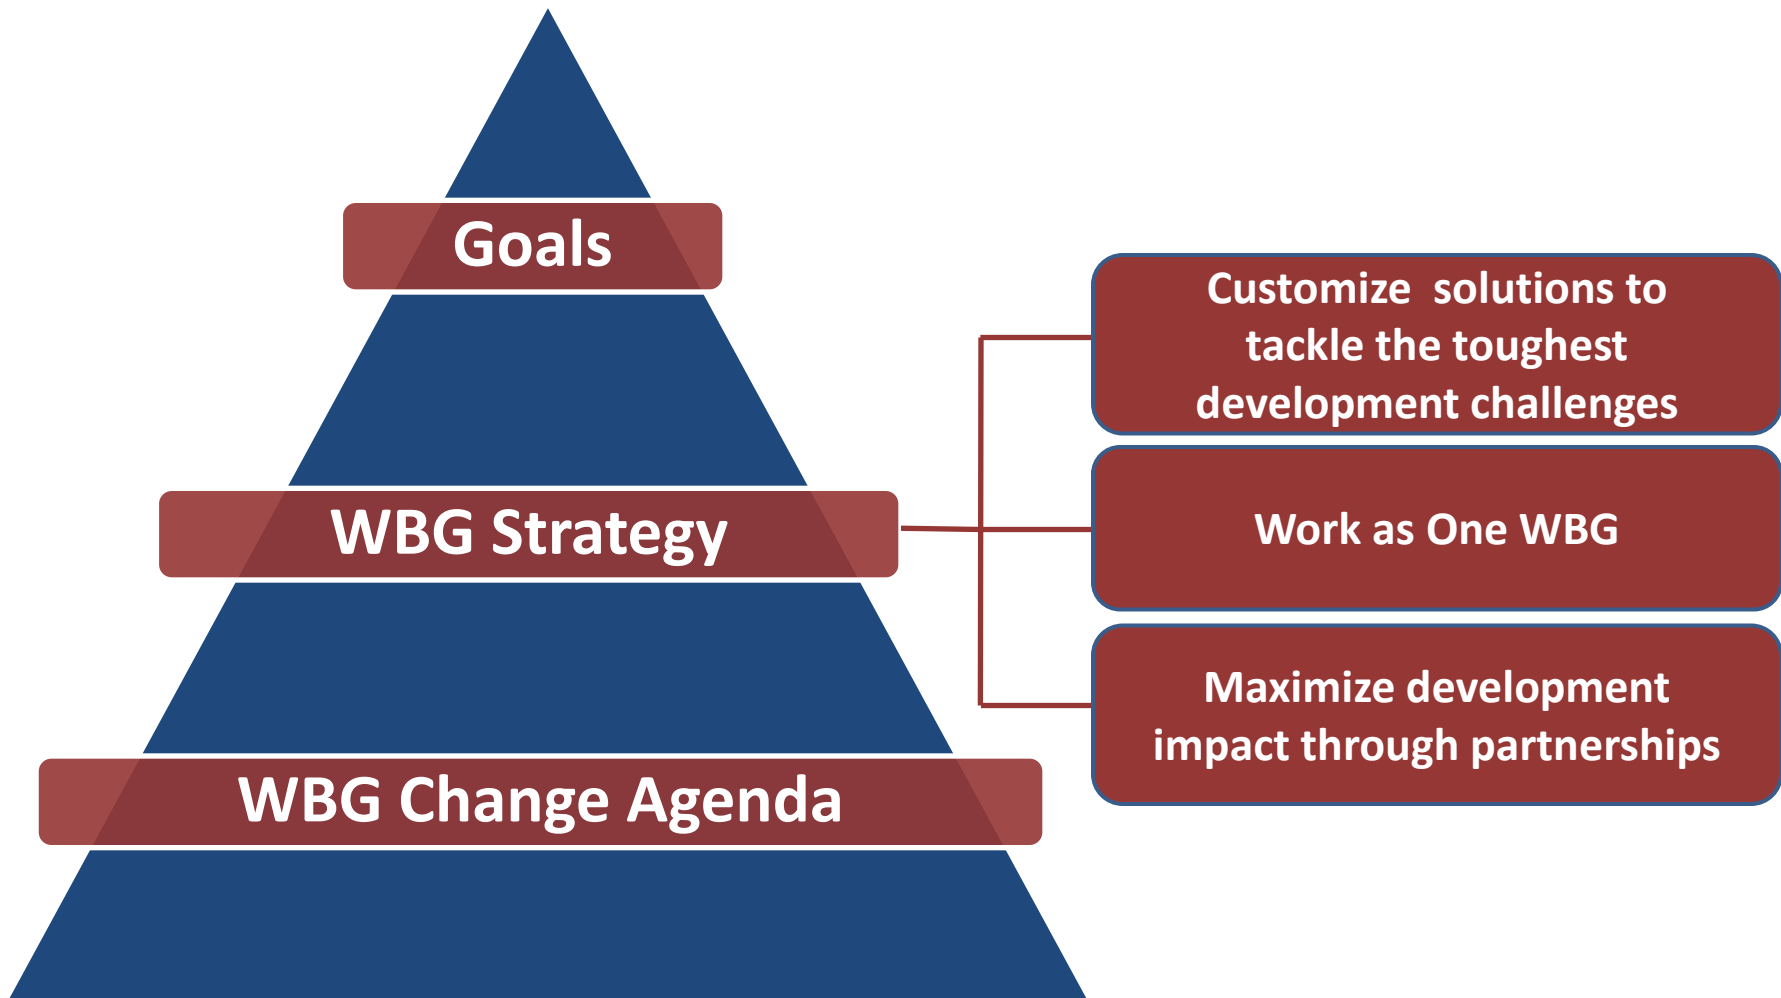 Goals
WBG Strategy
WBG Change Agenda
Customize  solutions to
tackle the toughest
development challenges
Work as One WBG
Maximize development
impact through partnerships